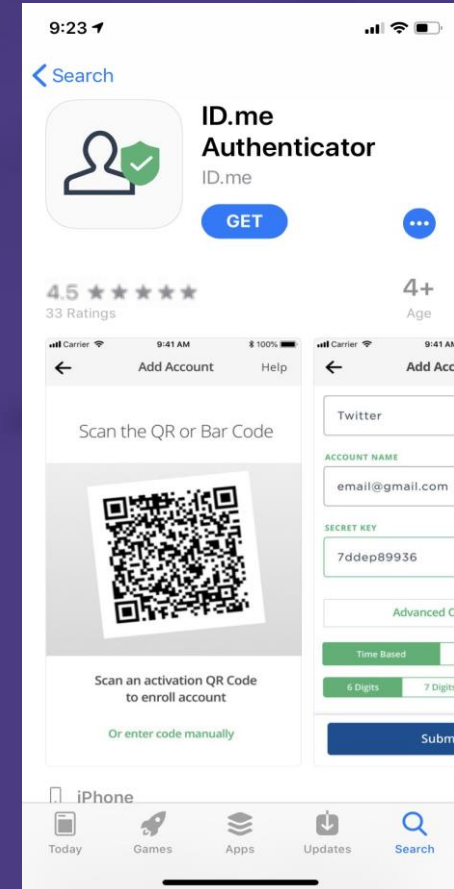 9:23
Search
ID.me
Authenticator
ID.me
GET
4.5
4+
33 Ratings
Age
Carrier 9:41 AM 100%
Add Account Help
Scan the QR or Bar Code
Scan an activation QR Code
to enroll account
Or enter code manually
Carrier 9:41 AM
Add Acc
Twitter
ACCOUNT NAME
email@gmail.com
SECRET KEY
7ddep89936
Advanced
Time Based
6 Digits 7 Digits
Subm
iPhone
Today Games Apps Updates Search